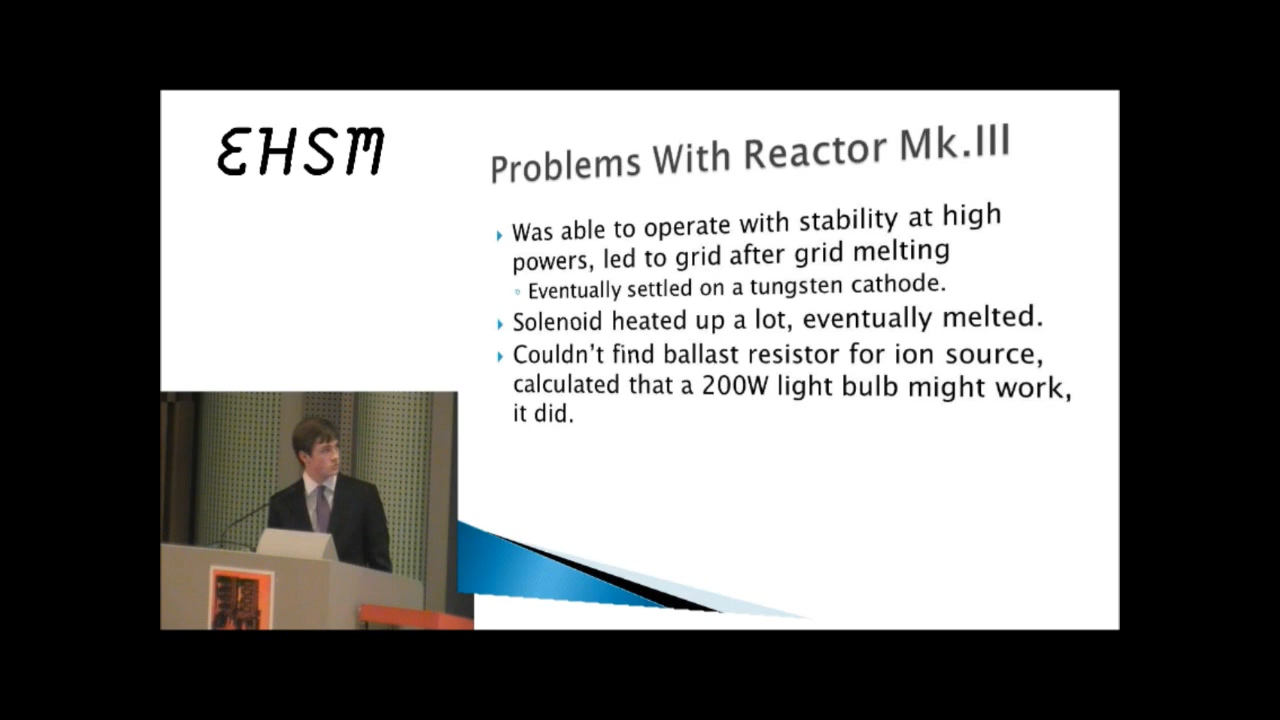 EHSM
Problems With Reactor Mk.III
Was able to operate with stability at high
powers, led to grid after grid melting
Eventually settled on a tungsten cathode.
Solenoid heated up a lot, eventually melted.
Couldn't find ballast resistor for ion source,
calculated that a 200W light bulb might work,
it did.